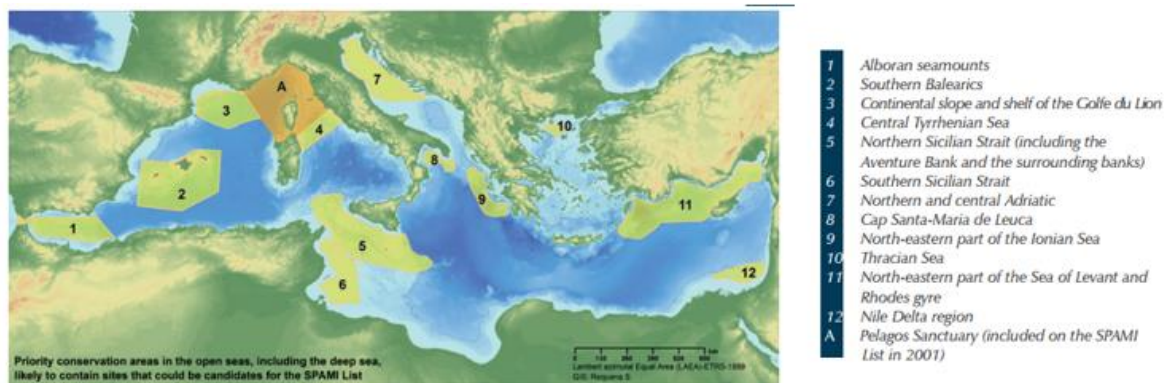 A
7
3
4
10
8
2
9
11
1
5
12
6
Priority conservation areas in the open seas, including the deep sea,
likely to contain sites that could be candidates for the SPAMI List
Lambert azimutal Equal Area (LAEA)-ETRS-1989
1 Alboran seamounts
2 Southern Balearics
3 Continental slope and shelf of the Golfe du Lion
4 Central Tyrrhenian Sea
5 Northern Sicilian Strait (including the
Aventure Bank and the surrounding banks)
6 Southern Sicilian Strait
7 Northern and central Adriatic
8 Cap Santa-Maria de Leuca
9 North-eastern part of the Ionian Sea
10 Thracian Sea
11 North-eastern part of the Sea of Levant and
Rhodes gyre
12 Nile Delta region
A Pelagos Sanctuary (included on the SPAMI
List in 2001)